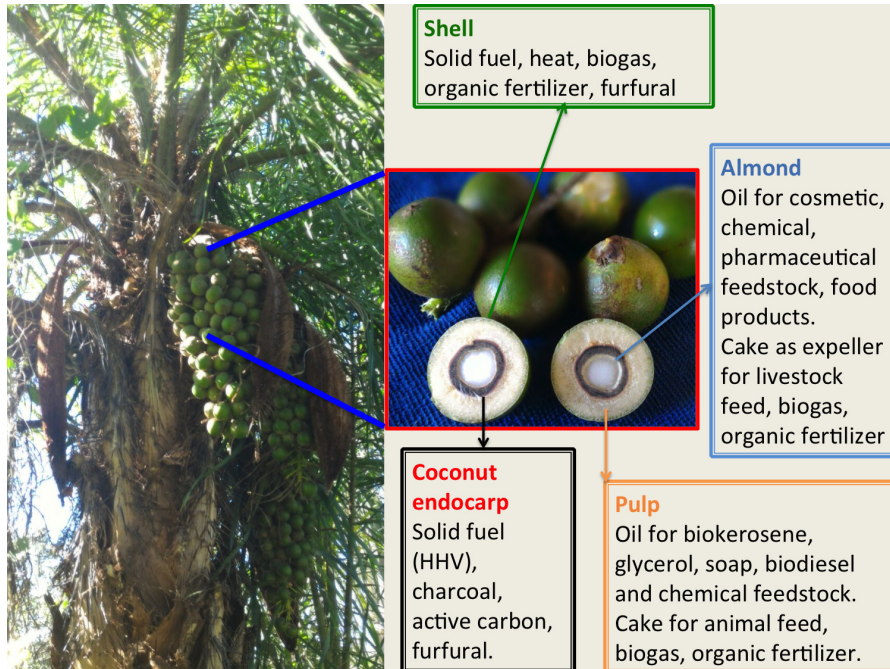 Shell
Solid fuel, heat, biogas,
organic fertilizer, furfural
Almond
Oil for cosmetic,
chemical,
pharmaceutical
feedstock, food
products.
Cake as expeller
for livestock
feed, biogas,
organic fertilizer
Coconut
endocarp
Solid fuel
(HHV),
charcoal,
active carbon,
furfural.
Pulp
Oil for biokerosene,
glycerol, soap, biodiesel
and chemical feedstock.
Cake for animal feed,
biogas, organic fertilizer.